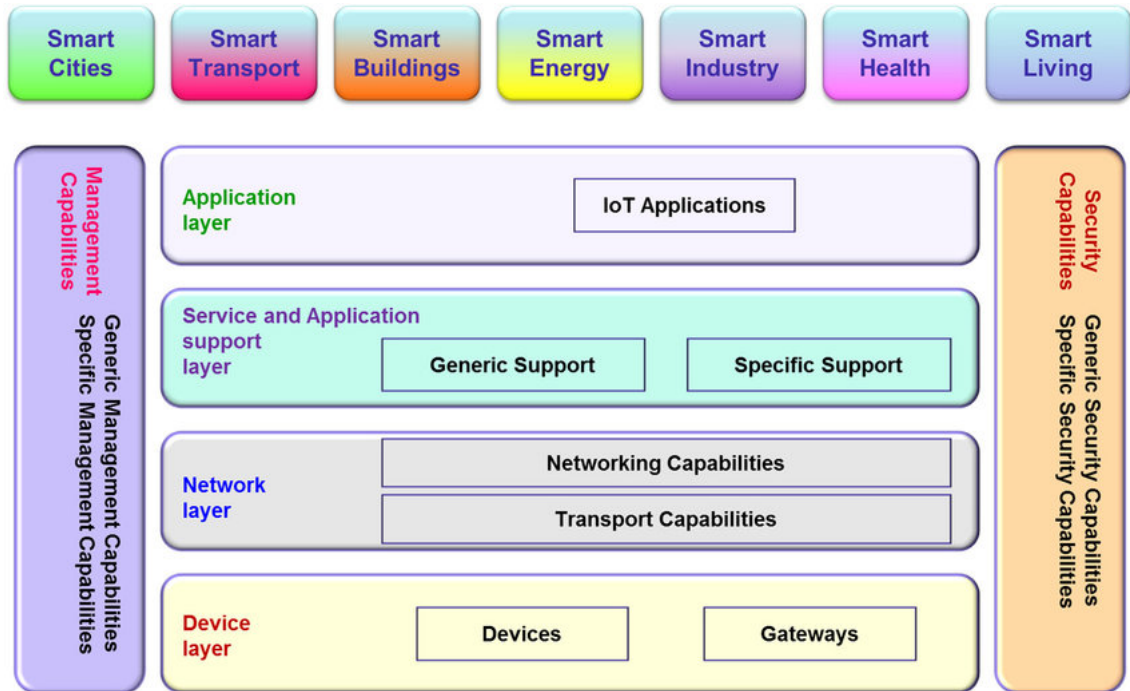 Smart
Cities
Smart
Transport
Smart
Buildings
Smart
Energy
Smart
Industry
Smart
Health
Smart
Living
Management
Capabilities
Generic Management Capabilities
Specific Management Capabilities
Application
layer
IoT Applications
Service and Application
support
layer
Generic Support
Specific Support
Network
layer
Networking Capabilities
Transport Capabilities
Device
layer
Devices
Gateways
Security
Capabilities
Generic Security Capabilities
Specific Security Capabilities